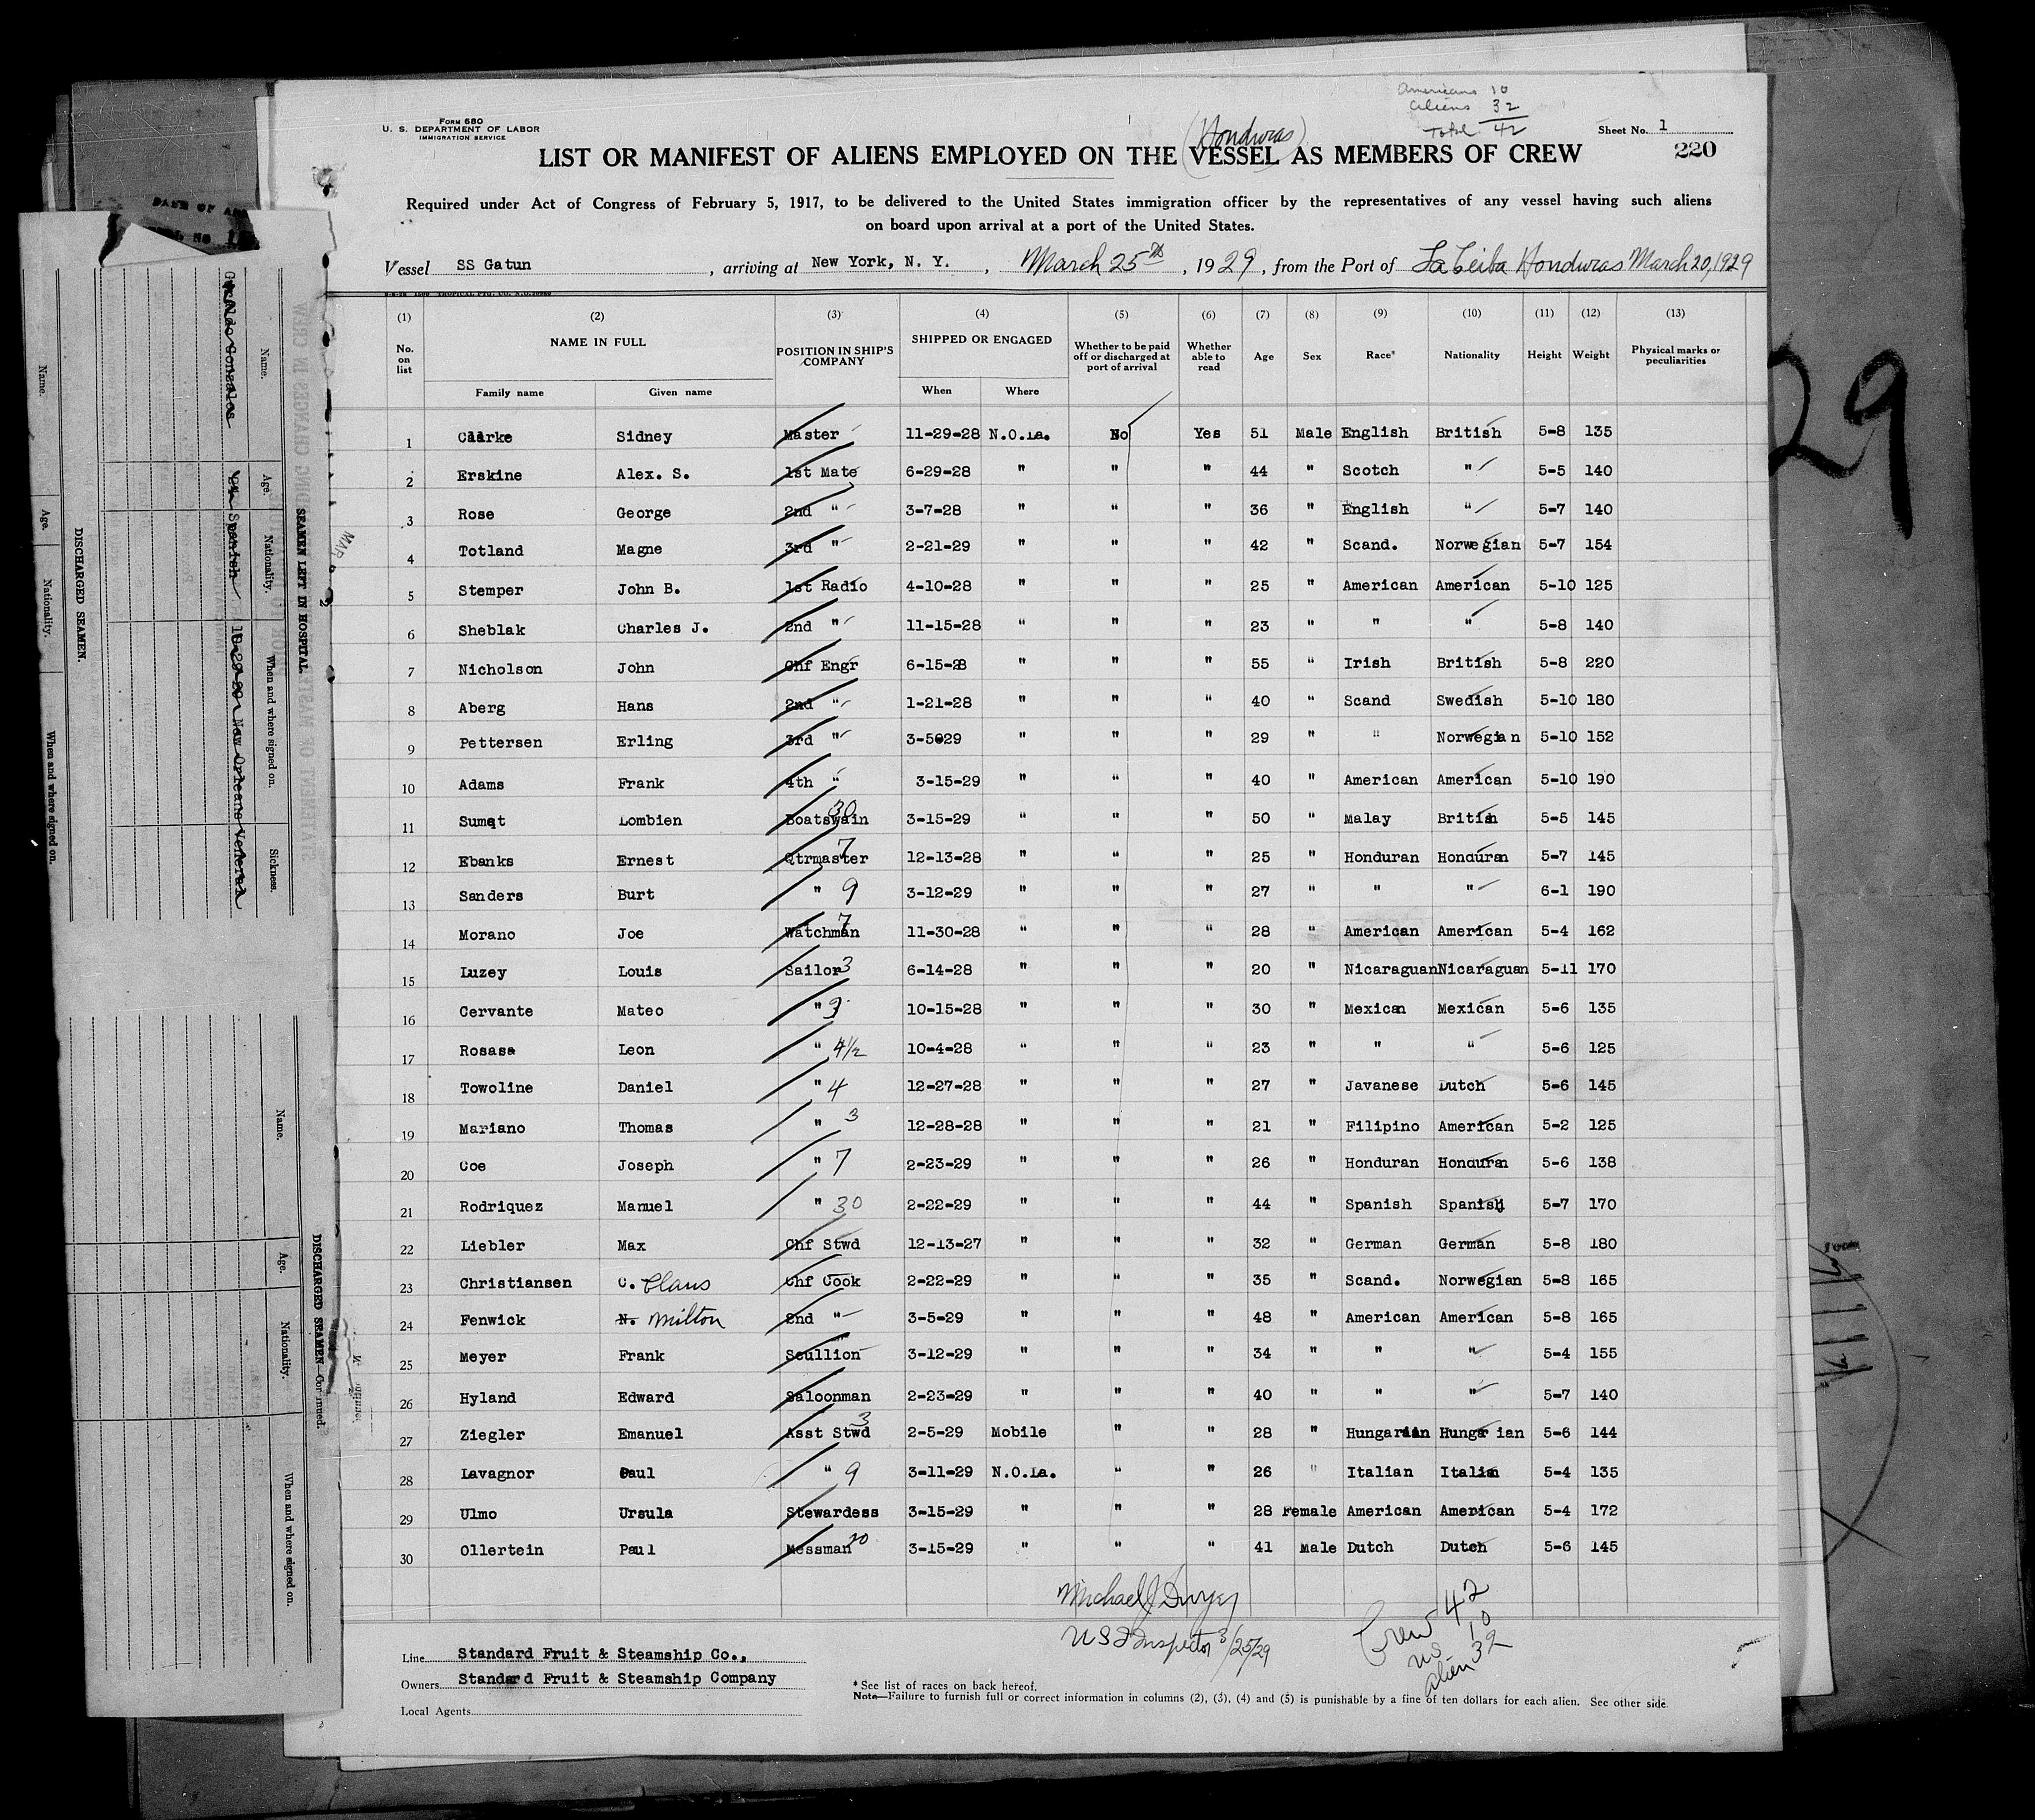 Americans 10
Aliens 32
Total 42
Form 680
U. S. DEPARTMENT OF LABOR
IMMIGRATION SERVICE
Sheet No. 1
(Honduras)
LIST OR MANIFEST OF ALIENS EMPLOYED ON THE VESSEL AS MEMBERS OF CREW
220
Required under Act of Congress of February 5, 1917, to be delivered to the United States immigration officer by the representatives of any vessel having such aliens
on board upon arrival at a port of the United States.
Vessel SS Gatun, arriving at New York, N. Y., March 25th, 1929, from the Port of La Ceiba Honduras March 20, 1929
(1) (2) (3) (4) (5) (6) (7) (8) (9) (10) (11) (12) (13)
No. on list NAME IN FULL POSITION IN SHIP'S COMPANY SHIPPED OR ENGAGED Whether to be paid off or discharged at port of arrival Whether able to read Age Sex Race* Nationality Height Weight Physical marks or peculiarities
Family name Given name When Where
1 Clarke Sidney Master 11-29-28 N.O.La. No Yes 51 Male English British 5-8 135
2 Erskine Alex. S. 1st Mate 6-29-28 " " " 44 " Scotch " 5-5 140
3 Rose George 2nd " 3-7-28 " " " 36 " English " 5-7 140
4 Totland Magne 3rd " 2-21-29 " " " 42 " Scand. Norwegian 5-7 154
5 Stemper John B. 1st Radio 4-10-28 " " " 25 " American American 5-10 125
6 Sheblak Charles J. 2nd " 11-15-28 " " " 23 " " " 5-8 140
7 Nicholson John Chf Engr 6-15-28 " " " 55 " Irish British 5-8 220
8 Aberg Hans 2nd " 1-21-28 " " " 40 " Scand Swedish 5-10 180
9 Pettersen Erling 3rd " 3-5029 " " " 29 " " Norwegian 5-10 152
10 Adams Frank 4th " 3-15-29 " " " 40 " American American 5-10 190
11 Sumat Lombien Boatswain 30 3-15-29 " " " 50 " Malay British 5-5 145
12 Ebanks Ernest Qtrmaster 7 12-13-28 " " " 25 " Honduran Honduran 5-7 145
13 Sanders Burt " 9 3-12-29 " " " 27 " " " 6-1 190
14 Morano Joe Watchman 7 11-30-28 " " " 28 " American American 5-4 162
15 Luzey Louis Sailor 3 6-14-28 " " " 20 " Nicaraguan Nicaraguan 5-11 170
16 Cervante Mateo " 9 10-15-28 " " " 30 " Mexican Mexican 5-6 135
17 Rosasa Leon " 4½ 10-4-28 " " " 23 " " " 5-6 125
18 Towoline Daniel " 4 12-27-28 " " " 27 " Javanese Dutch 5-6 145
19 Mariano Thomas " 3 12-28-28 " " " 21 " Filipino American 5-2 125
20 Coe Joseph " 7 2-23-29 " " " 26 " Honduran Honduran 5-6 138
21 Rodriquez Manuel " 30 2-22-29 " " " 44 " Spanish Spanish 5-7 170
22 Liebler Max Chf Stwd 12-13-27 " " " 32 " German German 5-8 180
23 Christiansen C. Claus Chf Cook 2-22-29 " " " 35 " Scand. Norwegian 5-8 165
24 Fenwick N. Milton 2nd " 3-5-29 " " " 48 " American American 5-8 165
25 Meyer Frank Scullion 3-12-29 " " " 34 " " " 5-4 155
26 Hyland Edward Saloonman 2-23-29 " " " 40 " " " 5-7 140
27 Ziegler Emanuel Asst Stwd 3 2-5-29 Mobile " " 28 " Hungarian Hungarian 5-6 144
28 Lavagnor Paul " 9 3-11-29 N.O.La. " " 26 " Italian Italian 5-4 135
29 Ulmo Ursula Stewardess 3-15-29 " " " 28 Female American American 5-4 172
30 Ollertein Paul Messman 20 3-15-29 " " " 41 Male Dutch Dutch 5-6 145
Michael J Dwyer
U S I Inspector 3/25/29
Crew 42
US 10
alien 32
Line Standard Fruit & Steamship Co.,
Owners Standard Fruit & Steamship Company
Local Agents
* See list of races on back hereof.
Note—Failure to furnish full or correct information in columns (2), (3), (4) and (5) is punishable by a fine of ten dollars for each alien. See other side.
29
SEAMEN LEFT IN HOSPITAL
Name. Age. Nationality. When and where signed on. Sickness.
Gonzales Spanish New Orleans Venereal
DISCHARGED SEAMEN.
Name. Age. Nationality. When and where signed on.
DISCHARGED SEAMEN—Continued.
Name. Age. Nationality. When and where signed on.